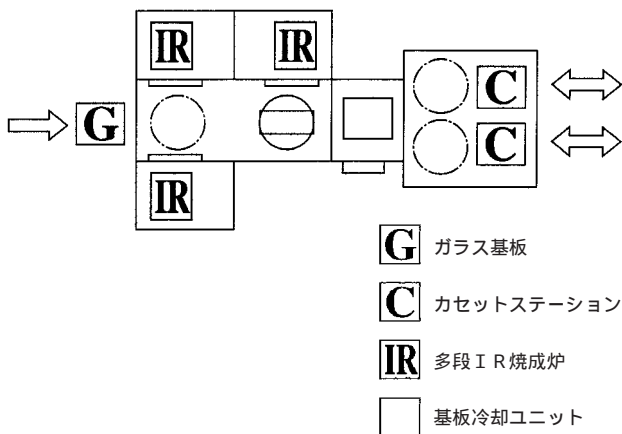 IR IR
G C
C
IR
G ガラス基板
C カセットステーション
IR 多段ＩＲ焼成炉
基板冷却ユニット